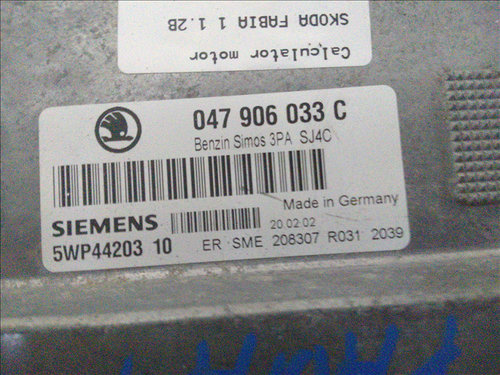 Calculator motor
SKODA FABIA 1 1.2B
047 906 033 C
Benzin Simos 3PA SJ4C
Made in Germany
SIEMENS
20.02.02
5WP44203 10
ER SME 208307 R031 2039